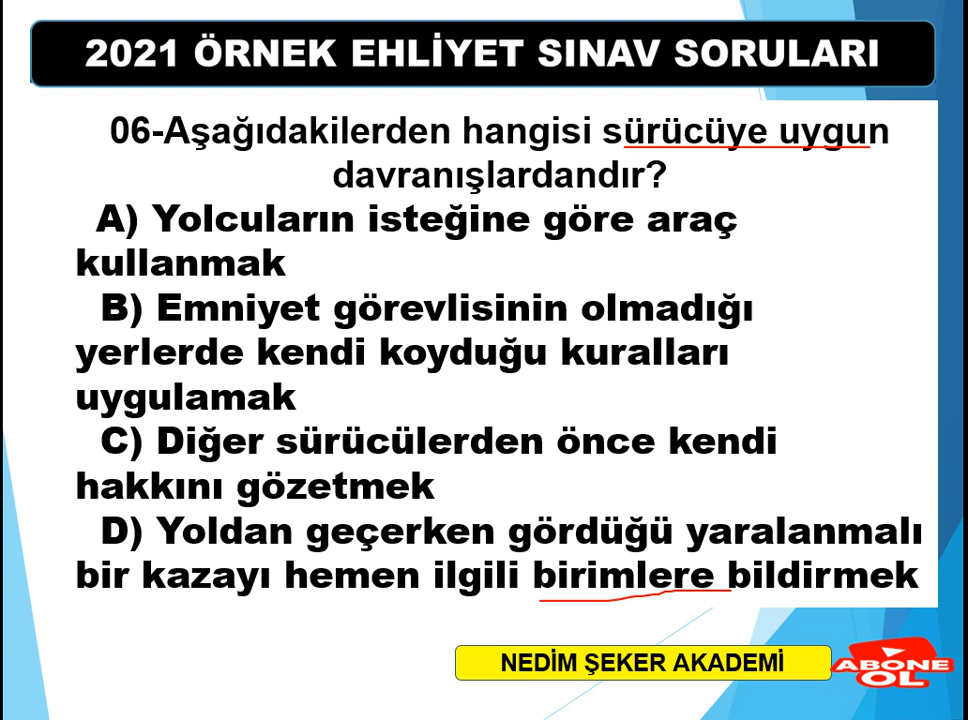 2021 ÖRNEK EHLİYET SINAV SORULARI
06-Aşağıdakilerden hangisi sürücüye uygun
davranışlardandır?
A) Yolcuların isteğine göre araç
kullanmak
B) Emniyet görevlisinin olmadığı
yerlerde kendi koyduğu kuralları
uygulamak
C) Diğer sürücülerden önce kendi
hakkını gözetmek
D) Yoldan geçerken gördüğü yaralanmalı
bir kazayı hemen ilgili birimlere bildirmek
NEDİM ŞEKER AKADEMİ
ABONE
OL